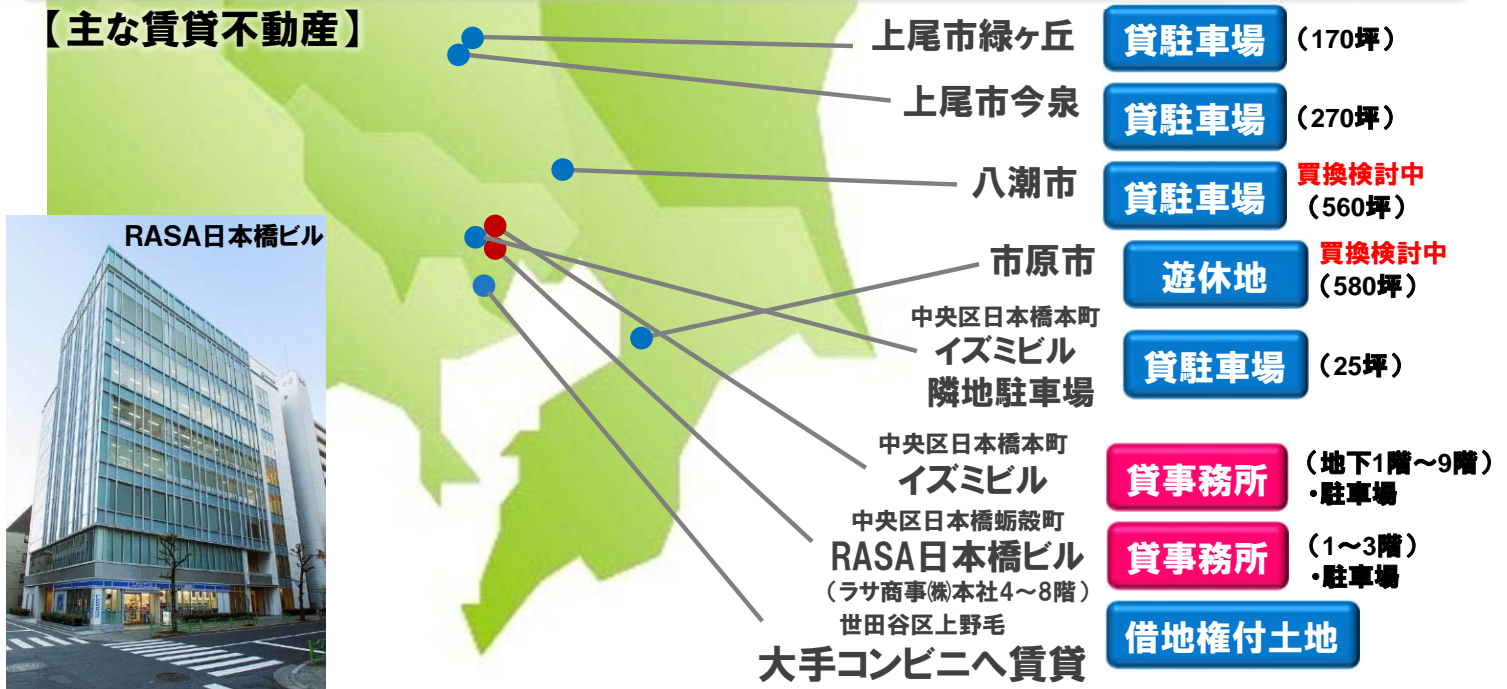 【主な賃貸不動産】
上尾市緑ヶ丘
貸駐車場
（170坪）
上尾市今泉
貸駐車場
（270坪）
八潮市
貸駐車場
買換検討中
（560坪）
市原市
遊休地
買換検討中
（580坪）
中央区日本橋本町
イズミビル
隣地駐車場
貸駐車場
（25坪）
中央区日本橋本町
イズミビル
貸事務所
（地下1階～9階）
・駐車場
中央区日本橋蛎殻町
RASA日本橋ビル
（ラサ商事㈱本社4～8階）
貸事務所
（1～3階）
・駐車場
世田谷区上野毛
大手コンビニへ賃貸
借地権付土地
RASA日本橋ビル
LAWSON